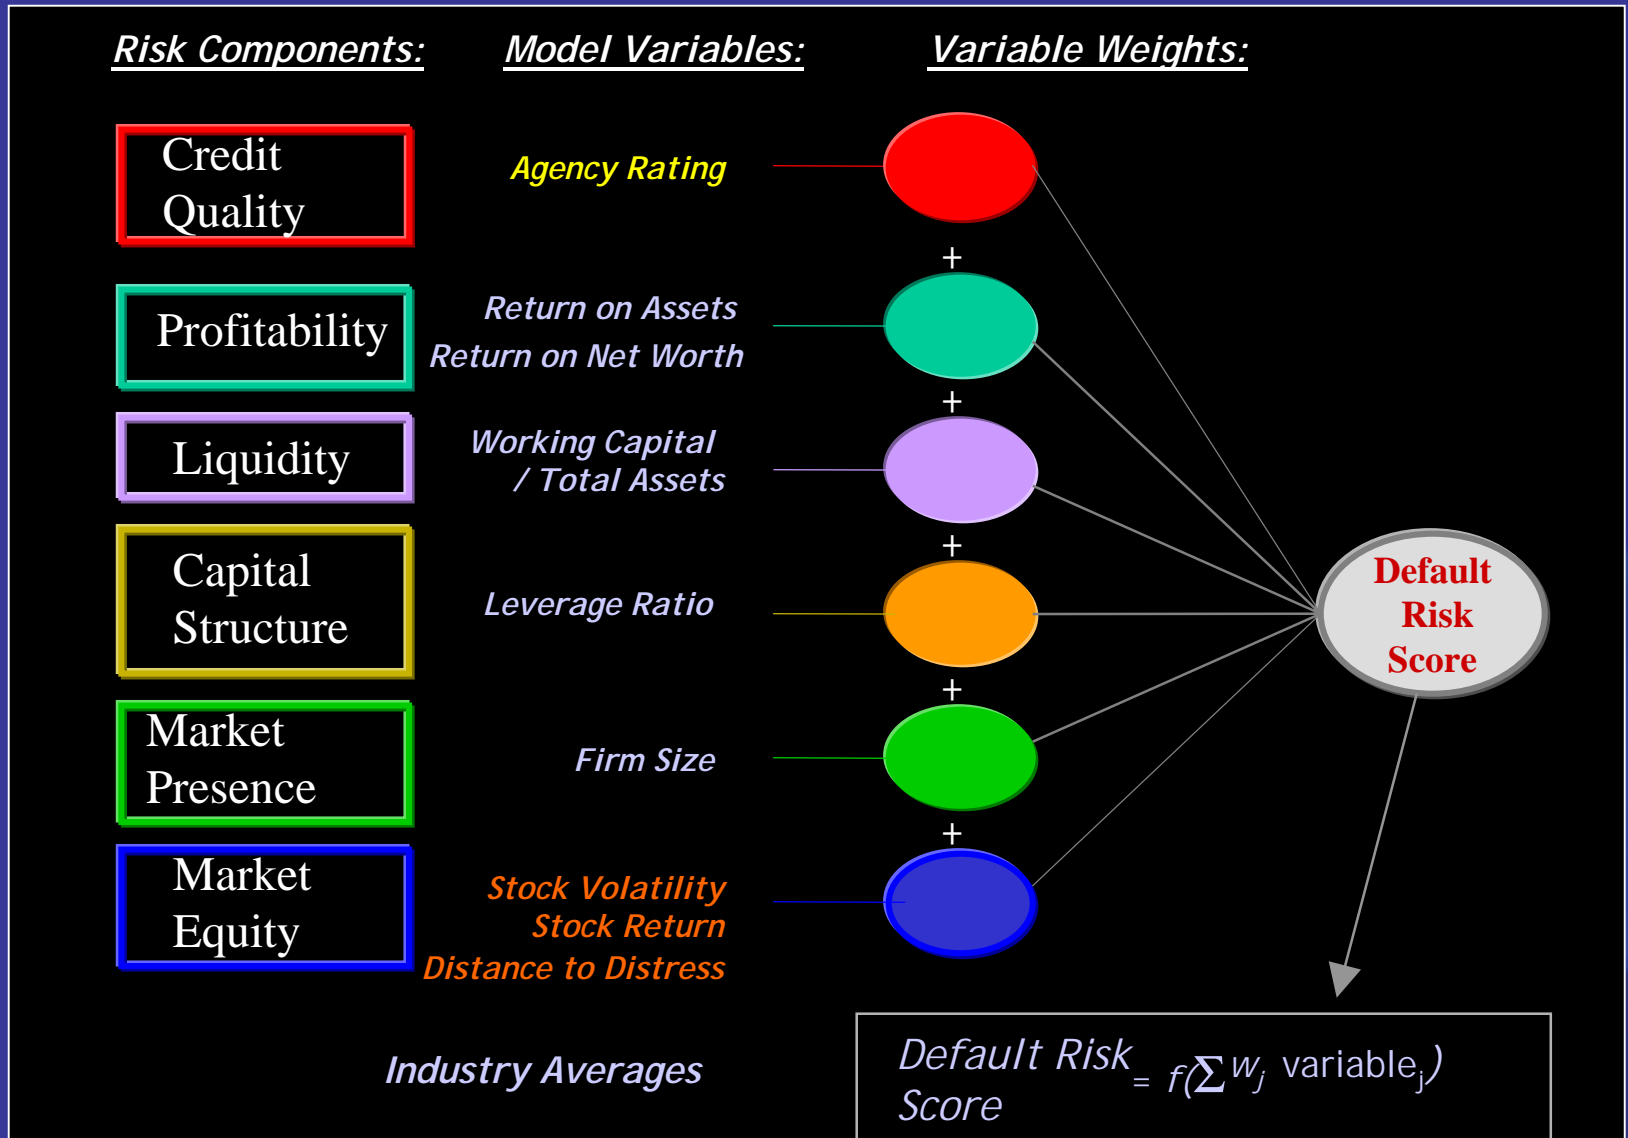 Risk Components:
Model Variables:
Variable Weights:
Credit
Quality
Agency Rating
+
Profitability
Return on Assets
Return on Net Worth
+
Liquidity
Working Capital
/ Total Assets
+
Capital
Structure
Leverage Ratio
+
Market
Presence
Firm Size
+
Market
Equity
Stock Volatility
Stock Return
Distance to Distress
Default
Risk
Score
Industry Averages
Default Risk = f(∑ wj variablej)
Score